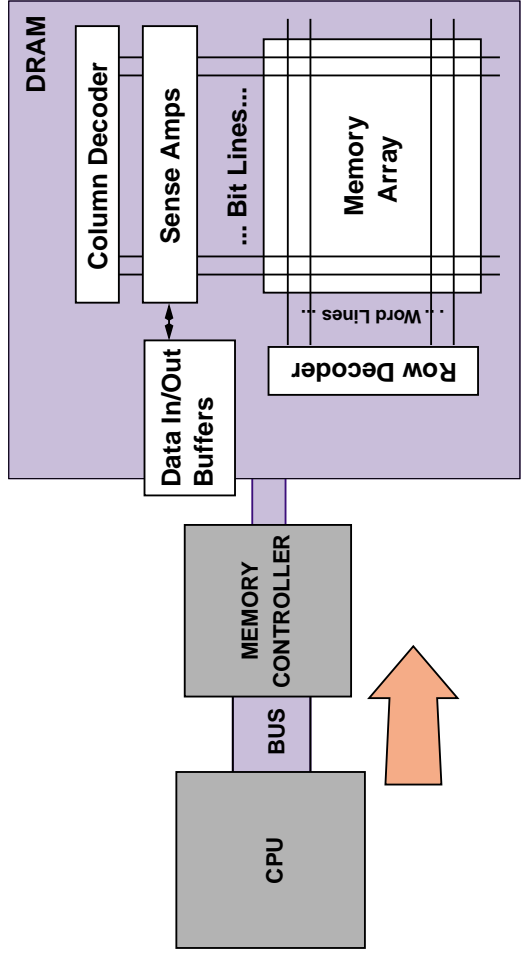 DRAM
Column Decoder
Sense Amps
... Bit Lines...
Memory
Array
... Word Lines ...
Row Decoder
Data In/Out
Buffers
MEMORY
CONTROLLER
BUS
CPU